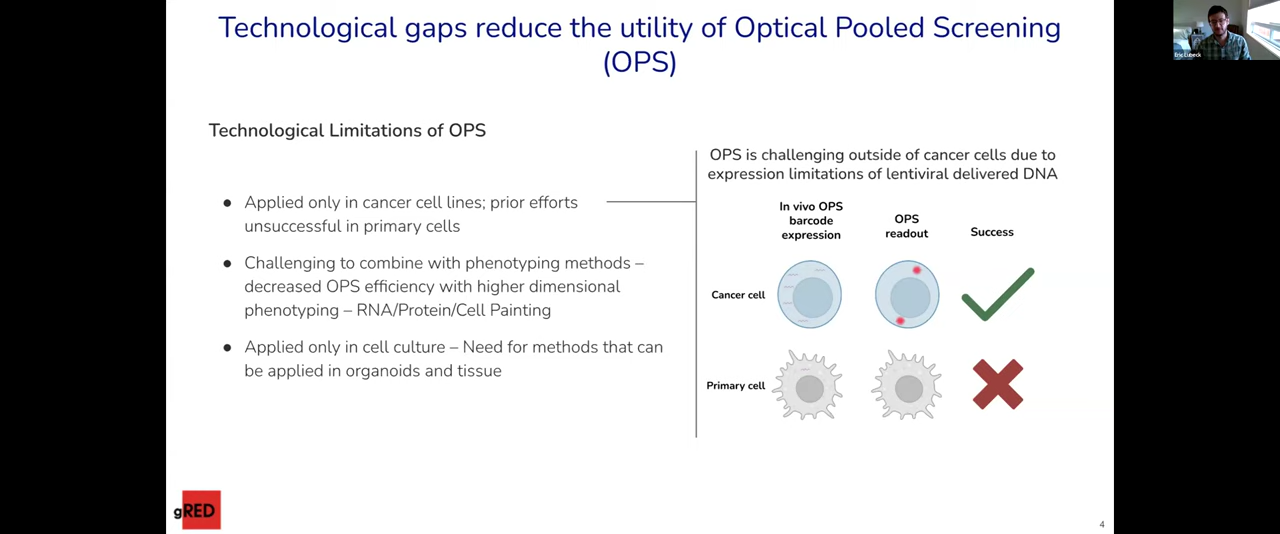 Technological gaps reduce the utility of Optical Pooled Screening
(OPS)
Eric Lubeck
Technological Limitations of OPS
● Applied only in cancer cell lines; prior efforts
unsuccessful in primary cells
● Challenging to combine with phenotyping methods –
decreased OPS efficiency with higher dimensional
phenotyping – RNA/Protein/Cell Painting
● Applied only in cell culture – Need for methods that can
be applied in organoids and tissue
OPS is challenging outside of cancer cells due to
expression limitations of lentiviral delivered DNA
In vivo OPS
barcode
expression
OPS
readout
Success
Cancer cell
Primary cell
gRED
4